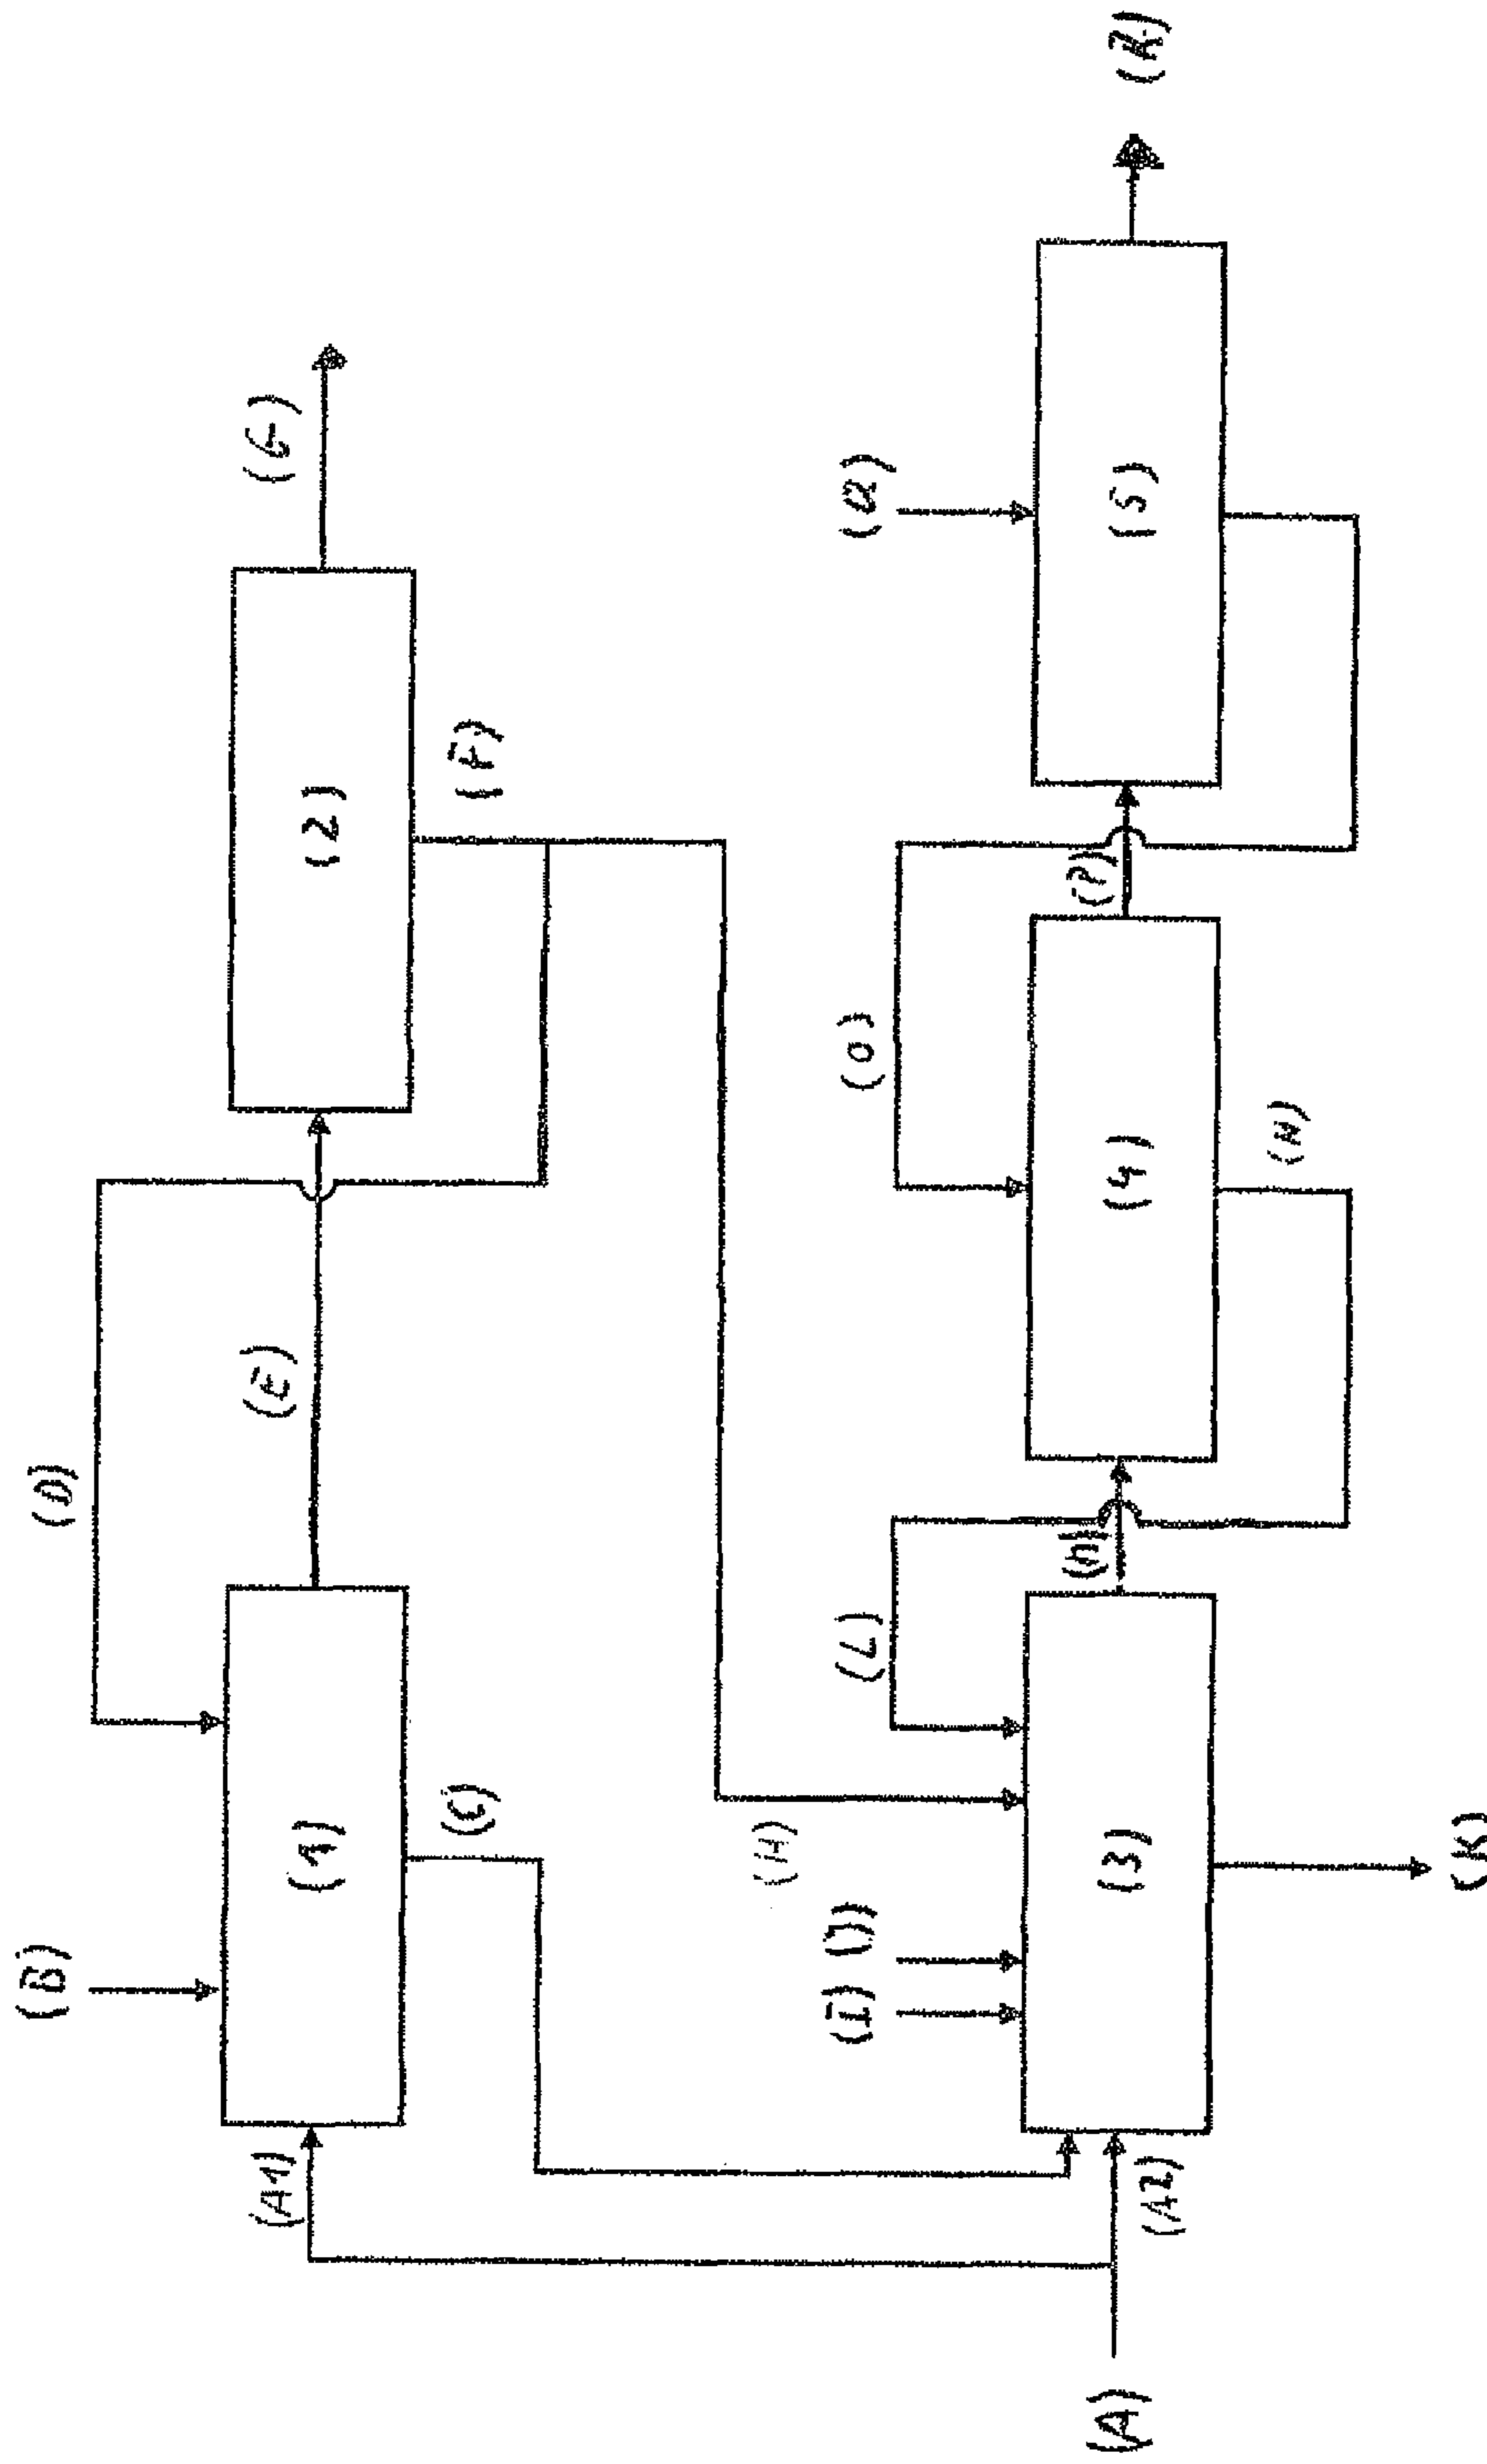 (B)
(D)
(A1)
(E)
(G)
(1)
(2)
(C)
(F)
(H)
(I)
(J)
(L)
(O)
(Q)
(M)
(P)
(A)
(3)
(4)
(5)
(R)
(A2)
(N)
(K)